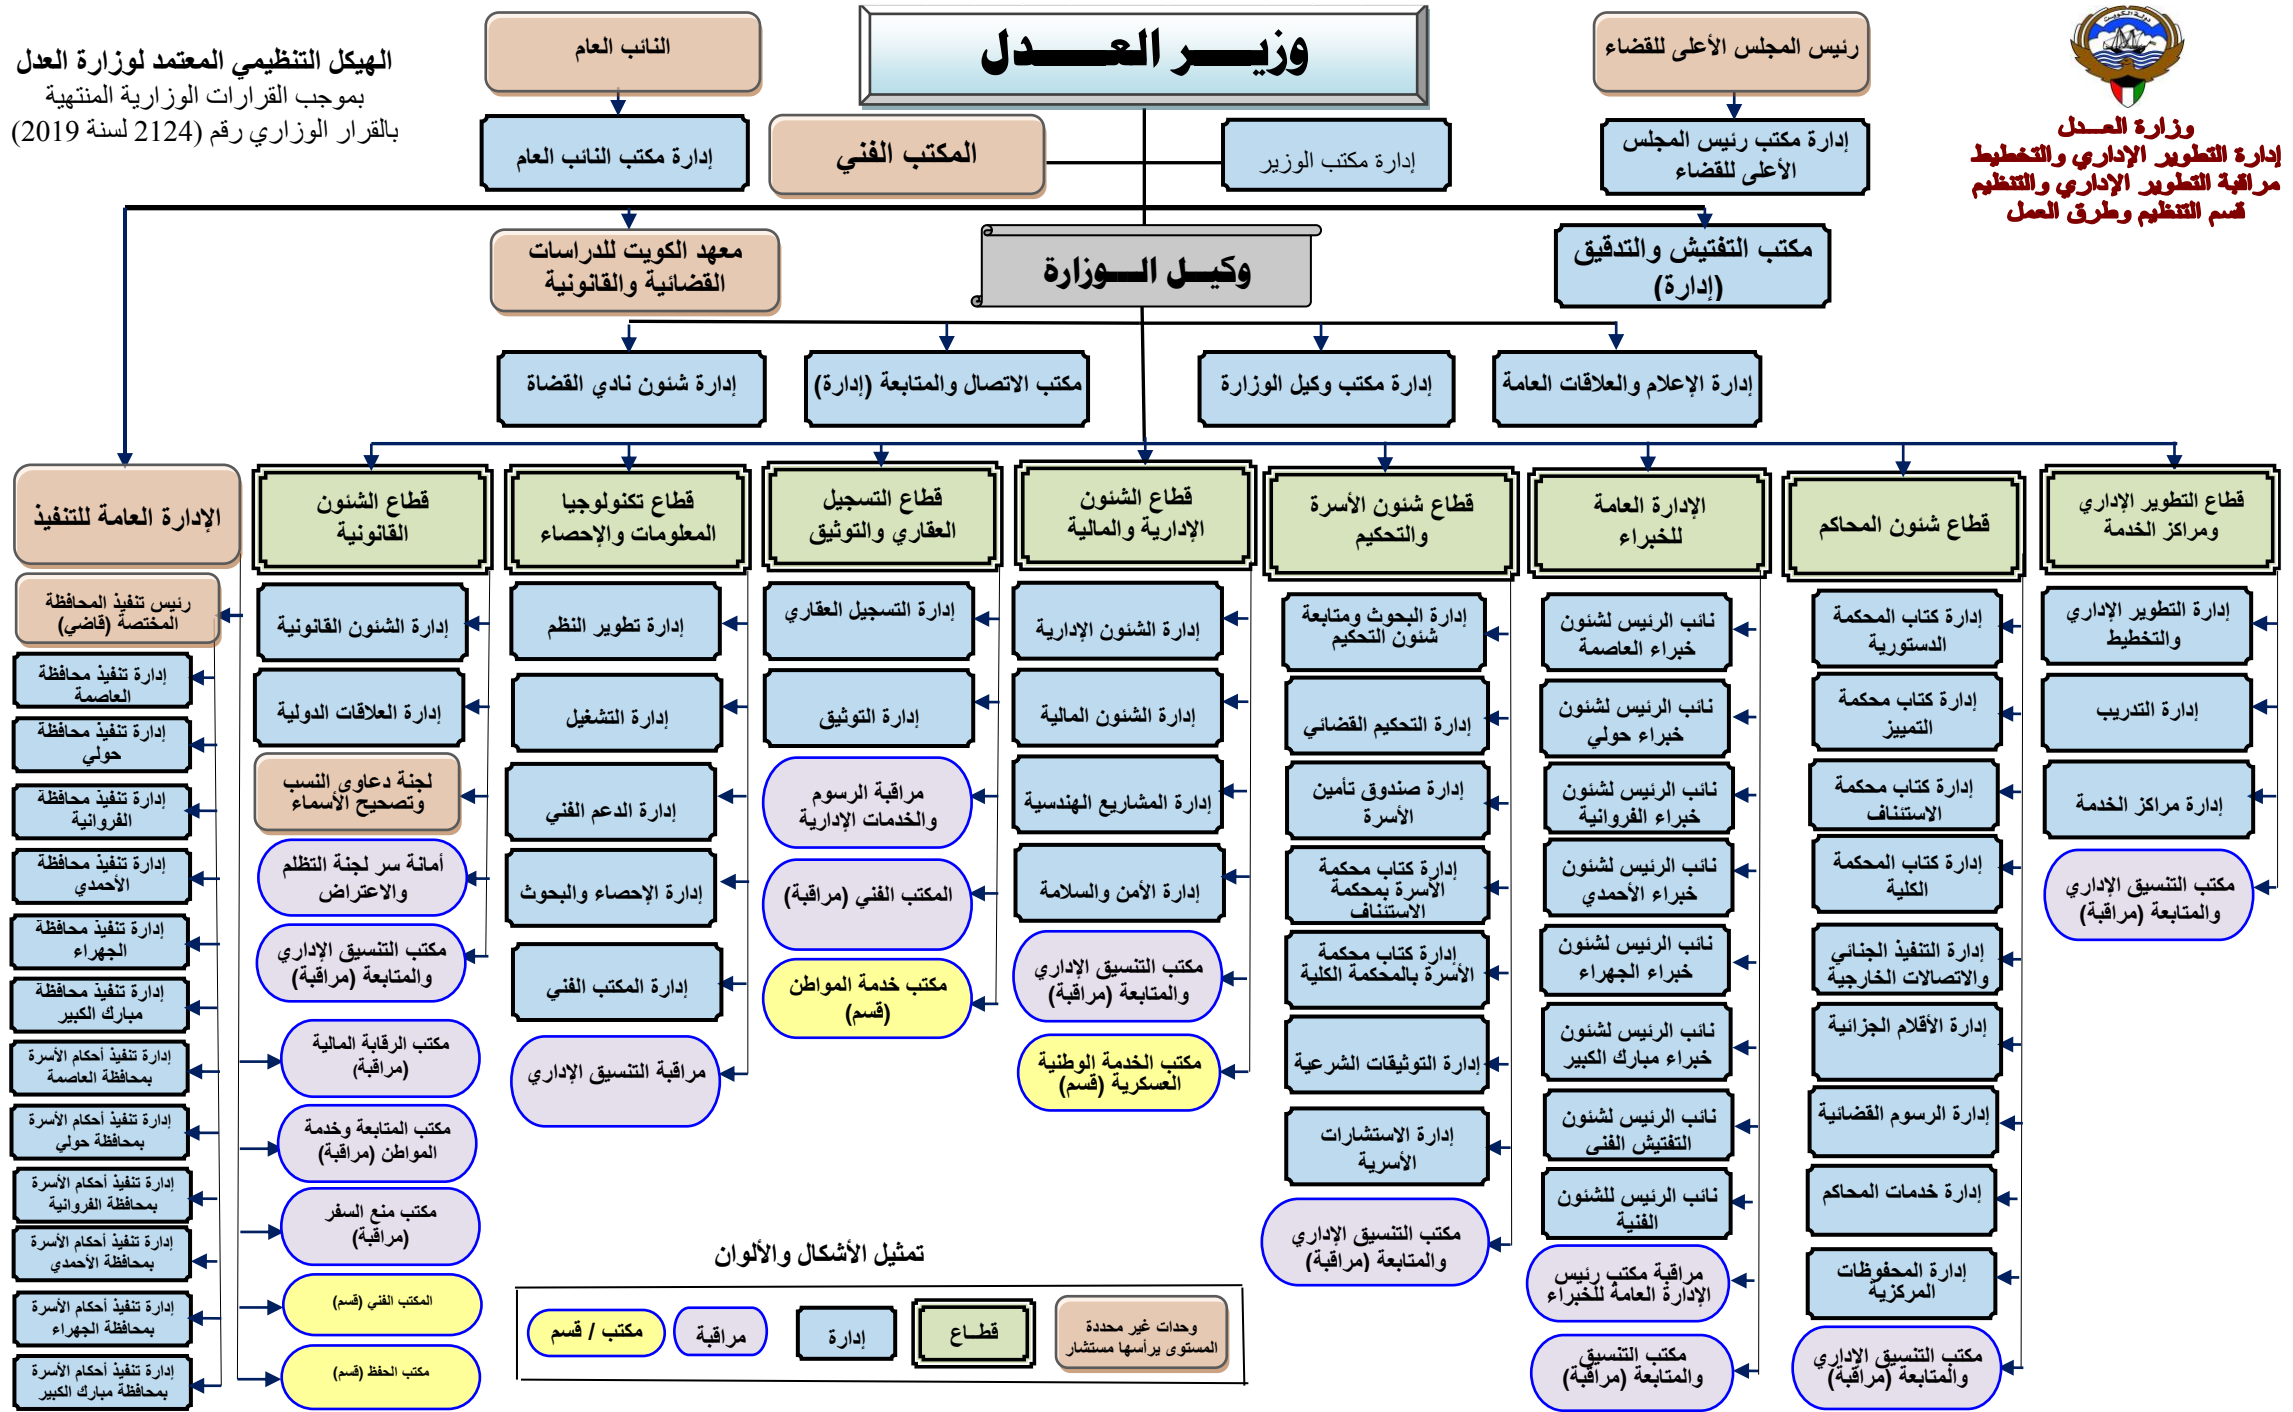 وزارة العـــدل
إدارة التطوير الإداري والتخطيط
مراقبة التطوير الإداري والتنظيم
قسم التنظيم وطرق العمل
رئيس المجلس الأعلى للقضاء
وزيـــر العـــــدل
النائب العام
الهيكل التنظيمي المعتمد لوزارة العدل
بموجب القرارات الوزارية المنتهية
بالقرار الوزاري رقم (2124 لسنة 2019)
إدارة مكتب رئيس المجلس
الأعلى للقضاء
إدارة مكتب الوزير
المكتب الفني
إدارة مكتب النائب العام
مكتب التفتيش والتدقيق
(إدارة)
وكيـــل الـــوزارة
معهد الكويت للدراسات
القضائية والقانونية
إدارة الإعلام والعلاقات العامة
إدارة مكتب وكيل الوزارة
مكتب الاتصال والمتابعة (إدارة)
إدارة شئون نادي القضاة
قطاع التطوير الإداري
ومراكز الخدمة
إدارة التطوير الإداري
والتخطيط
إدارة التدريب
إدارة مراكز الخدمة
مكتب التنسيق الإداري
والمتابعة (مراقبة)
قطاع شئون المحاكم
إدارة كتاب المحكمة
الدستورية
إدارة كتاب محكمة
التمييز
إدارة كتاب محكمة
الاستئناف
إدارة كتاب المحكمة
الكلية
إدارة التنفيذ الجنائي
والاتصالات الخارجية
إدارة الأقلام الجزائية
إدارة الرسوم القضائية
إدارة خدمات المحاكم
إدارة المحفوظات
المركزية
مكتب التنسيق الإداري
والمتابعة (مراقبة)
الإدارة العامة
للخبراء
نائب الرئيس لشئون
خبراء العاصمة
نائب الرئيس لشئون
خبراء حولي
نائب الرئيس لشئون
خبراء الفروانية
نائب الرئيس لشئون
خبراء الأحمدي
نائب الرئيس لشئون
خبراء الجهراء
نائب الرئيس لشئون
خبراء مبارك الكبير
نائب الرئيس لشئون
التفتيش الفنى
نائب الرئيس للشئون
الفنية
مراقبة مكتب رئيس
الإدارة العامة للخبراء
مكتب التنسيق
والمتابعة (مراقبة)
قطاع شئون الأسرة
والتحكيم
إدارة البحوث ومتابعة
شئون التحكيم
إدارة التحكيم القضائي
إدارة صندوق تأمين
الأسرة
إدارة كتاب محكمة
الأسرة بمحكمة
الاستئناف
إدارة كتاب محكمة
الأسرة بالمحكمة الكلية
إدارة التوثيقات الشرعية
إدارة الاستشارات
الأسرية
مكتب التنسيق الإداري
والمتابعة (مراقبة)
قطاع الشئون
الإدارية والمالية
إدارة الشئون الإدارية
إدارة الشئون المالية
إدارة المشاريع الهندسية
إدارة الأمن والسلامة
مكتب التنسيق الإداري
والمتابعة (مراقبة)
مكتب الخدمة الوطنية
العسكرية (قسم)
قطاع التسجيل
العقاري والتوثيق
إدارة التسجيل العقاري
إدارة التوثيق
مراقبة الرسوم
والخدمات الإدارية
المكتب الفني (مراقبة)
مكتب خدمة المواطن
(قسم)
قطاع تكنولوجيا
المعلومات والإحصاء
إدارة تطوير النظم
إدارة التشغيل
إدارة الدعم الفني
إدارة الإحصاء والبحوث
إدارة المكتب الفني
مراقبة التنسيق الإداري
قطاع الشئون
القانونية
إدارة الشئون القانونية
إدارة العلاقات الدولية
لجنة دعاوى النسب
وتصحيح الأسماء
أمانة سر لجنة التظلم
والاعتراض
مكتب التنسيق الإداري
والمتابعة (مراقبة)
الإدارة العامة للتنفيذ
رئيس تنفيذ المحافظة
المختصة (قاضي)
إدارة تنفيذ محافظة
العاصمة
إدارة تنفيذ محافظة
حولي
إدارة تنفيذ محافظة
الفروانية
إدارة تنفيذ محافظة
الأحمدي
إدارة تنفيذ محافظة
الجهراء
إدارة تنفيذ محافظة
مبارك الكبير
إدارة تنفيذ أحكام الأسرة
بمحافظة العاصمة
إدارة تنفيذ أحكام الأسرة
بمحافظة حولي
إدارة تنفيذ أحكام الأسرة
بمحافظة الفروانية
إدارة تنفيذ أحكام الأسرة
بمحافظة الأحمدي
إدارة تنفيذ أحكام الأسرة
بمحافظة الجهراء
إدارة تنفيذ أحكام الأسرة
بمحافظة مبارك الكبير
مكتب الرقابة المالية
(مراقبة)
مكتب المتابعة وخدمة
المواطن (مراقبة)
مكتب منع السفر
(مراقبة)
المكتب الفني (قسم)
مكتب الحفظ (قسم)
تمثيل الأشكال والألوان
وحدات غير محددة
المستوى يرأسها مستشار
قطــاع
إدارة
مراقبة
مكتب / قسم